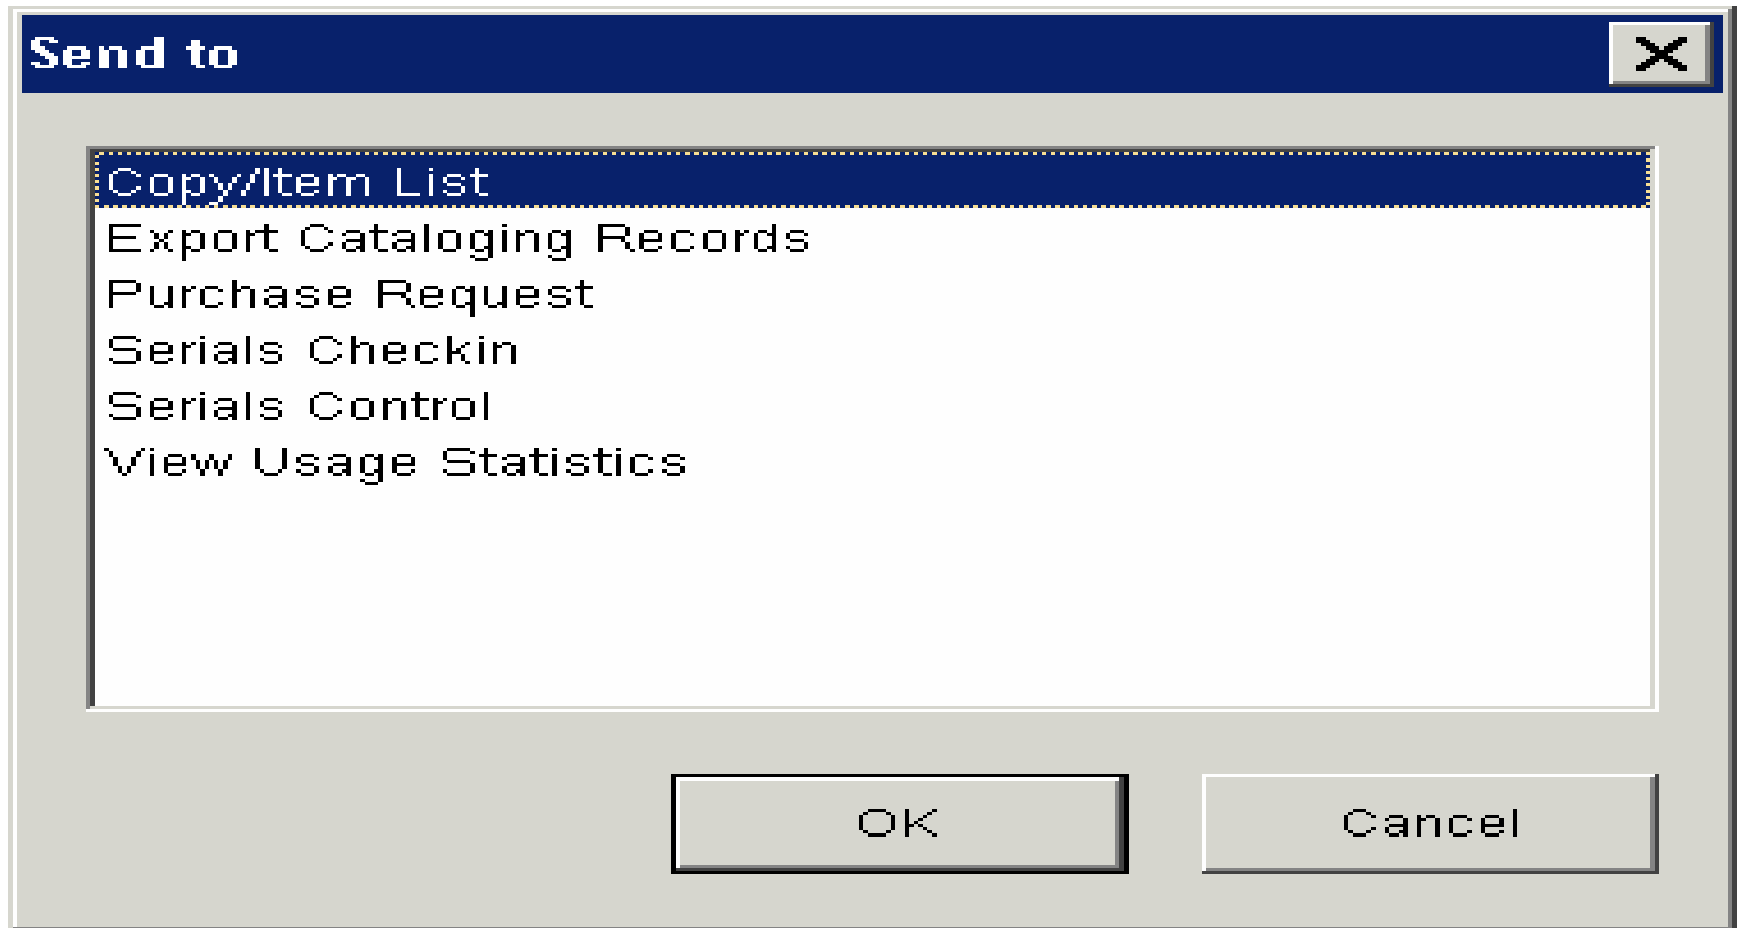 Send to
Copy/Item List
Export Cataloging Records
Purchase Request
Serials Checkin
Serials Control
View Usage Statistics
OK Cancel